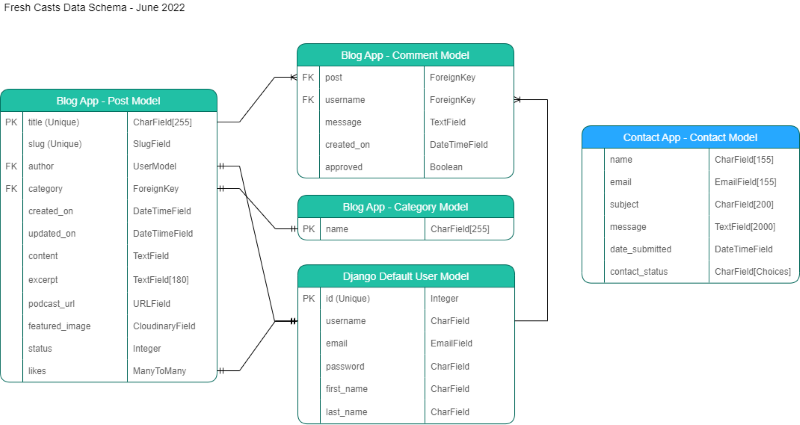 Fresh Casts Data Schema - June 2022
Blog App - Post Model
PK title (Unique) CharField[255]
slug (Unique) SlugField
FK author UserModel
FK category ForeignKey
created_on DateTimeField
updated_on DateTiimeField
content TextField
excerpt TextField[180]
podcast_url URLField
featured_image CloudinaryField
status Integer
likes ManyToMany
Blog App - Comment Model
FK post ForeignKey
FK username ForeignKey
message TextField
created_on DateTimeField
approved Boolean
Blog App - Category Model
PK name CharField[255]
Django Default User Model
PK id (Unique) Integer
username CharField
email EmailField
password CharField
first_name CharField
last_name CharField
Contact App - Contact Model
name CharField[155]
email EmailField[155]
subject CharField[200]
message TextField[2000]
date_submitted DateTimeField
contact_status CharField[Choices]